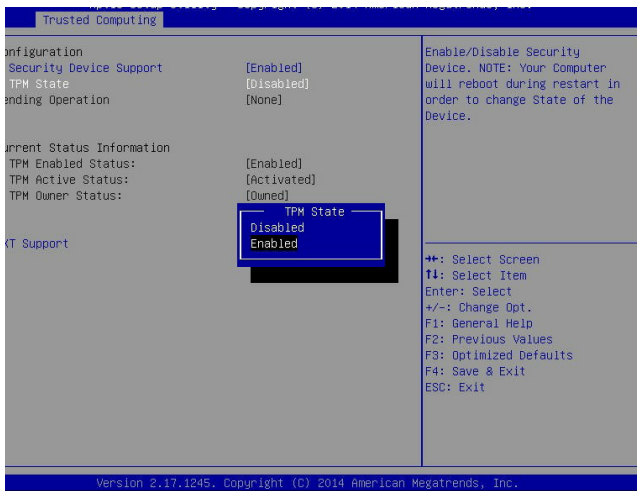 Trusted Computing
onfiguration
Security Device Support [Enabled]
TPM State [Disabled]
ending Operation [None]
urrent Status Information
TPM Enabled Status: [Enabled]
TPM Active Status: [Activated]
TPM Owner Status: [Owned]
XT Support
TPM State
Disabled
Enabled
Enable/Disable Security
Device. NOTE: Your Computer
will reboot during restart in
order to change State of the
Device.
→←: Select Screen
↑↓: Select Item
Enter: Select
+/-: Change Opt.
F1: General Help
F2: Previous Values
F3: Optimized Defaults
F4: Save & Exit
ESC: Exit
Version 2.17.1245. Copyright (C) 2014 American Megatrends, Inc.